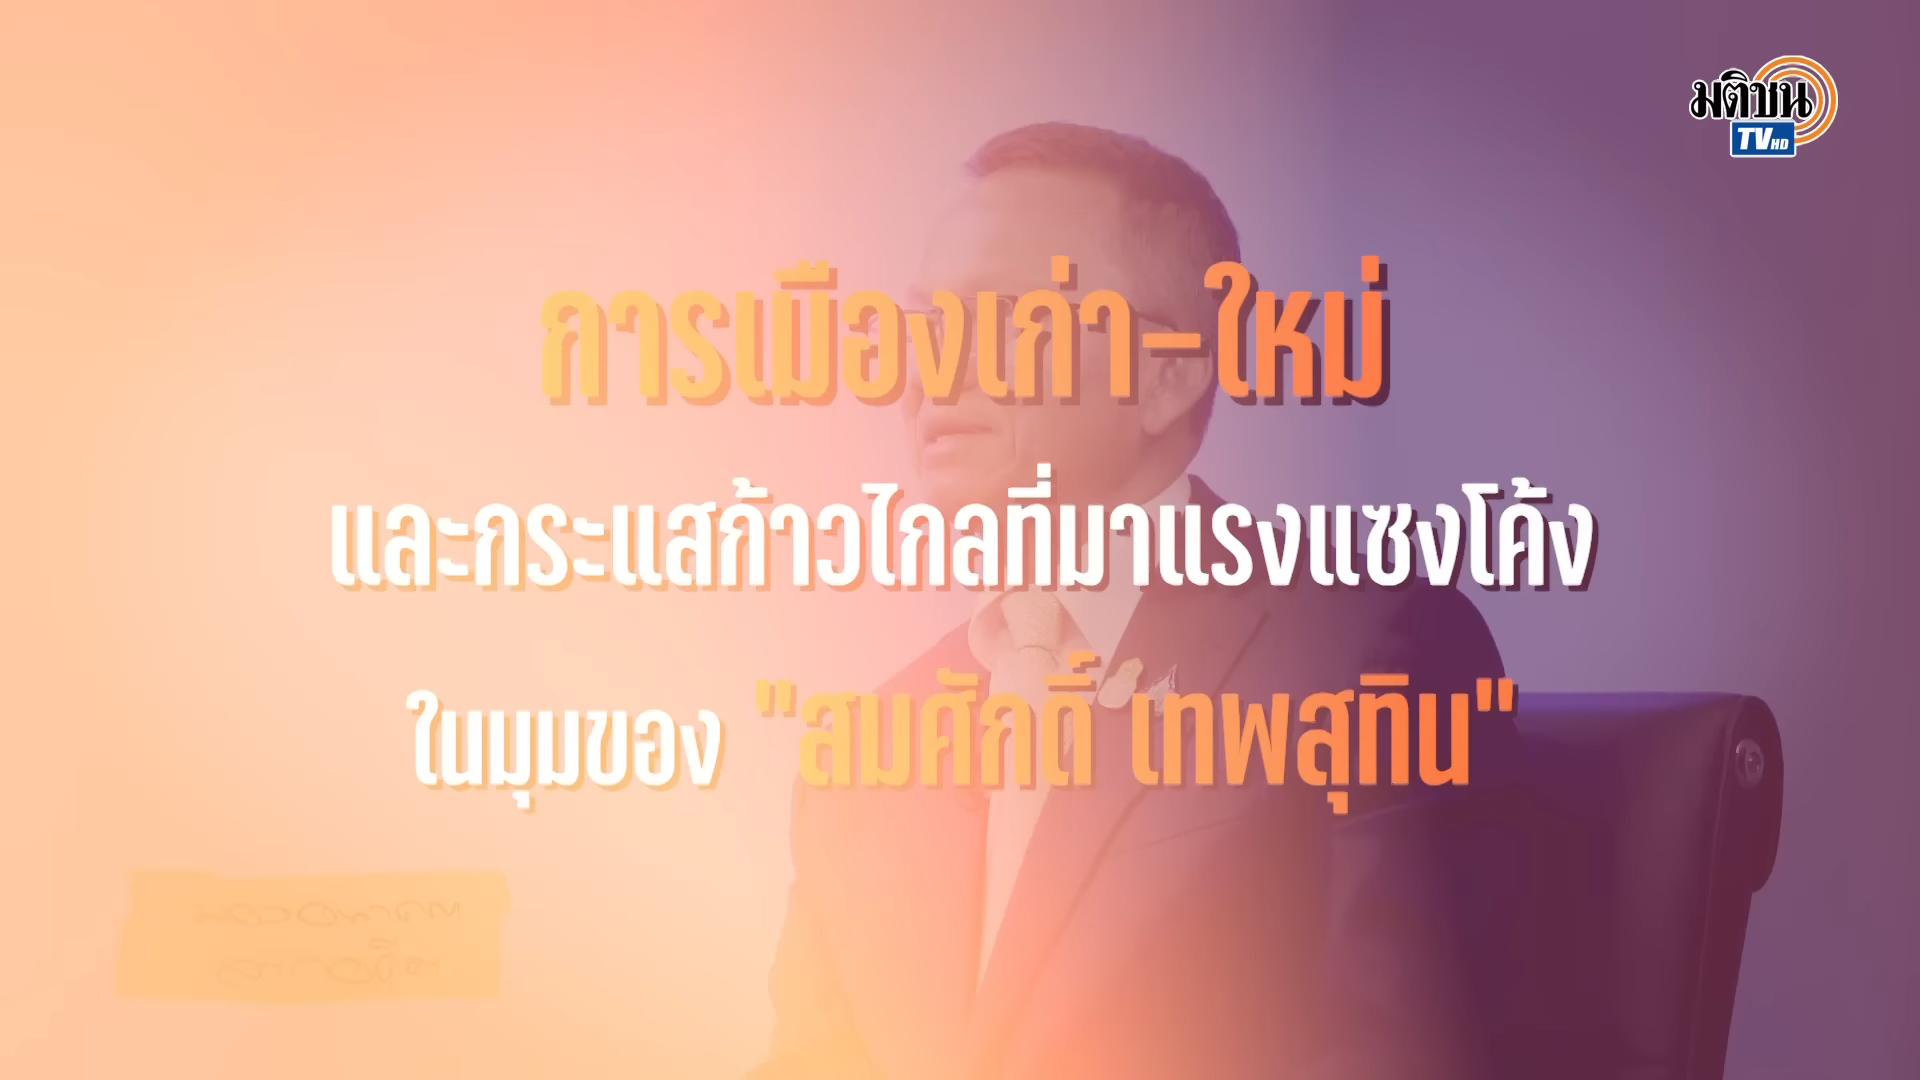 มติชน
TV HD
การเมืองเก่า-ใหม่
และกระแสก้าวไกลที่มาแรงแซงโค้ง
ในมุมของ "สมศักดิ์ เทพสุทิน"